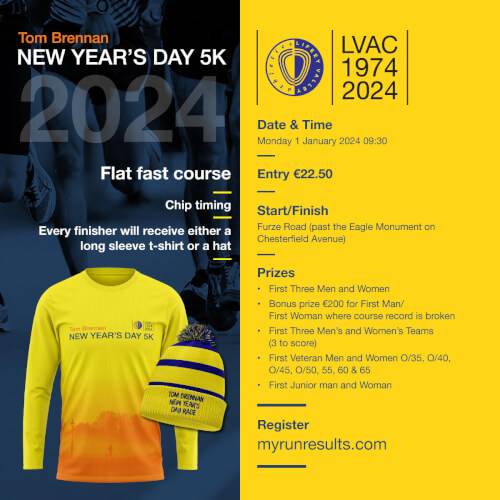 Tom Brennan
NEW YEAR'S DAY 5K
2024
Flat fast course
Chip timing
Every finisher will receive either a
long sleeve t-shirt or a hat
Tom Brennan
NEW YEAR'S DAY 5K
TOM BRENNAN
NEW YEAR'S
DAY RACE
LIFFEY VALLEY
athletics
LVAC
1974
2024
Date & Time
Monday 1 January 2024 09:30
Entry €22.50
Start/Finish
Furze Road (past the Eagle Monument on
Chesterfield Avenue)
Prizes
• First Three Men and Women
• Bonus prize €200 for First Man/
First Woman where course record is broken
• First Three Men's and Women's Teams
(3 to score)
• First Veteran Men and Women O/35, O/40,
O/45, O/50, 55, 60 & 65
• First Junior man and Woman
Register
myrunresults.com